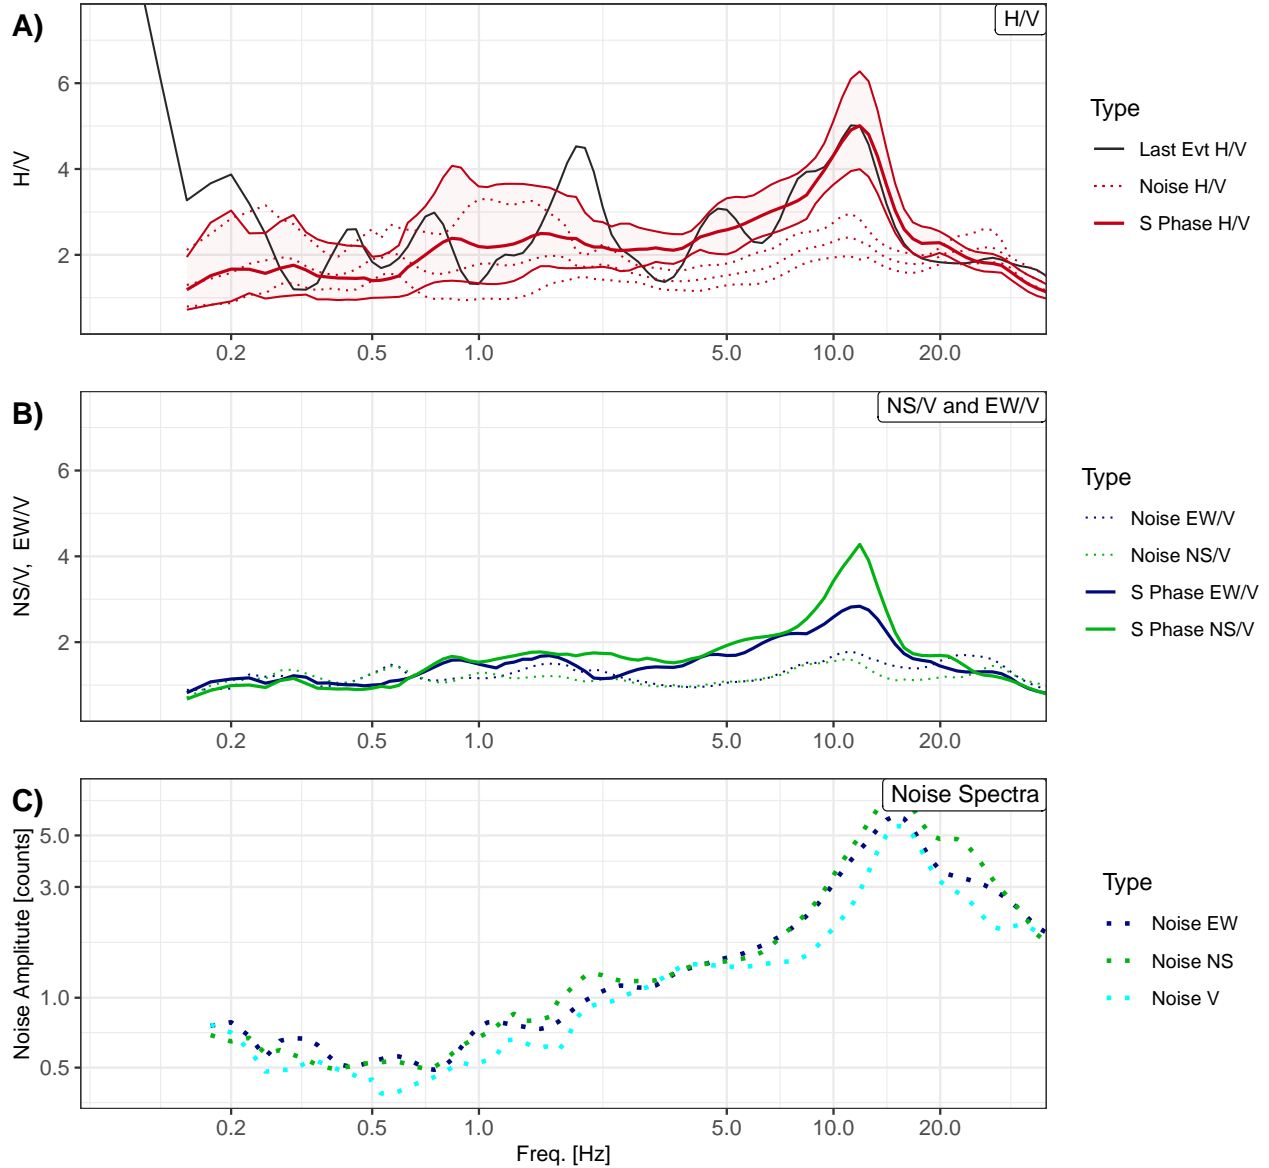 A)
H/V
6
4
2
H/V
0.2 0.5 1.0 5.0 10.0 20.0
Type
Last Evt H/V
Noise H/V
S Phase H/V
B)
NS/V and EW/V
6
4
2
NS/V, EW/V
0.2 0.5 1.0 5.0 10.0 20.0
Type
Noise EW/V
Noise NS/V
S Phase EW/V
S Phase NS/V
C)
Noise Spectra
5.0
3.0
1.0
0.5
Noise Amplitute [counts]
0.2 0.5 1.0 5.0 10.0 20.0
Freq. [Hz]
Type
Noise EW
Noise NS
Noise V